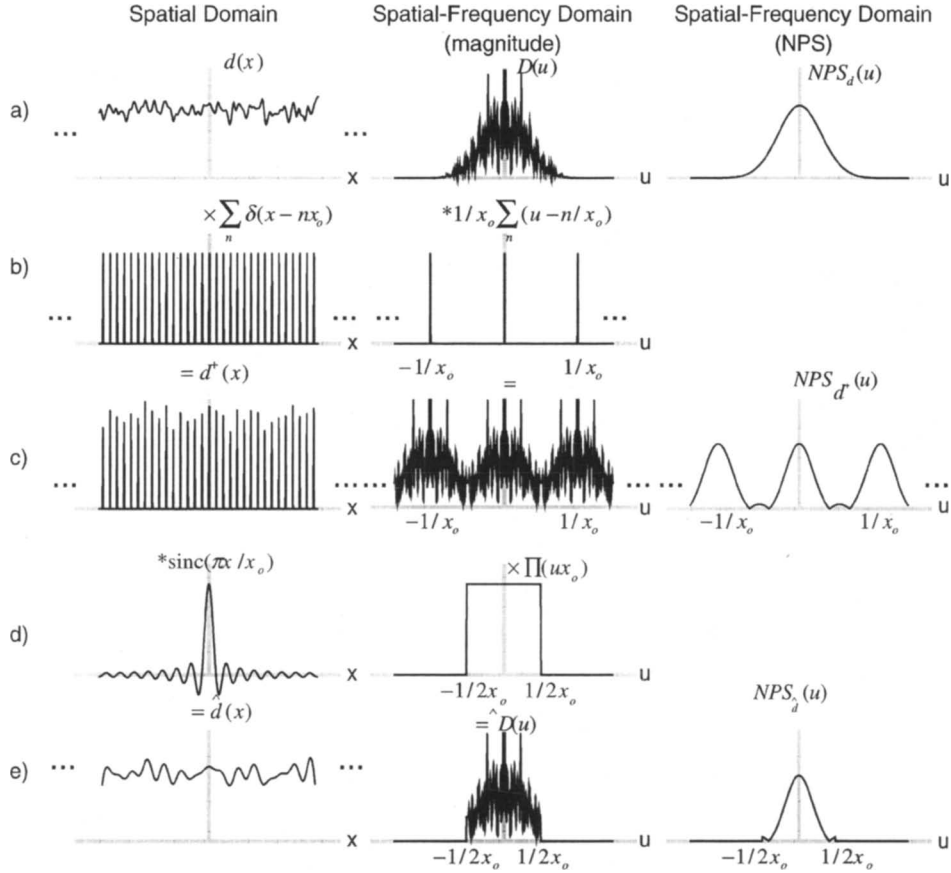 Spatial Domain
Spatial-Frequency Domain
(magnitude)
Spatial-Frequency Domain
(NPS)
a)
d(x)
D(u)
NPS_d(u)
...
...
x
u
u
b)
×∑_n δ(x−nx_o)
*1/x_o ∑_n (u−n/x_o)
...
...
...
...
x
−1/x_o
1/x_o
u
c)
= d⁺(x)
=
NPS_d⁺(u)
...
...
...
...
...
...
x
−1/x_o
1/x_o
u
−1/x_o
1/x_o
u
d)
*sinc(πx/x_o)
×∏(ux_o)
x
−1/2x_o
1/2x_o
u
e)
= d̂(x)
= ^D(u)
NPS_d̂(u)
...
...
x
−1/2x_o
1/2x_o
u
−1/2x_o
1/2x_o
u